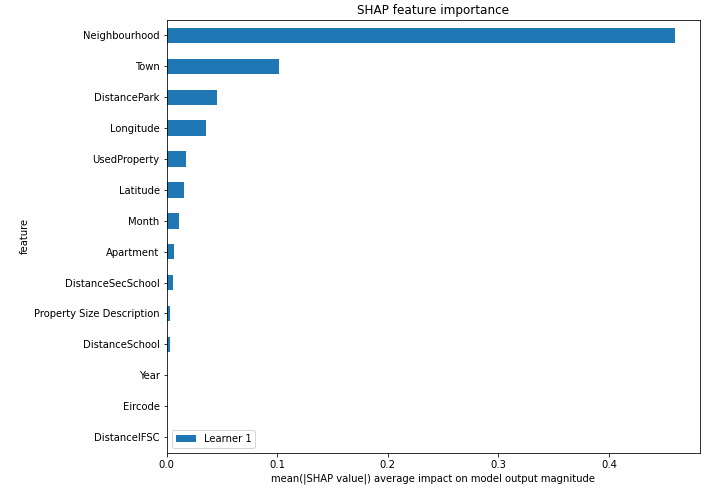 SHAP feature importance
Neighbourhood
Town
DistancePark
Longitude
UsedProperty
Latitude
Month
Apartment
DistanceSecSchool
Property Size Description
DistanceSchool
Year
Eircode
DistanceIFSC
feature
Learner 1
0.0 0.1 0.2 0.3 0.4
mean(|SHAP value|) average impact on model output magnitude